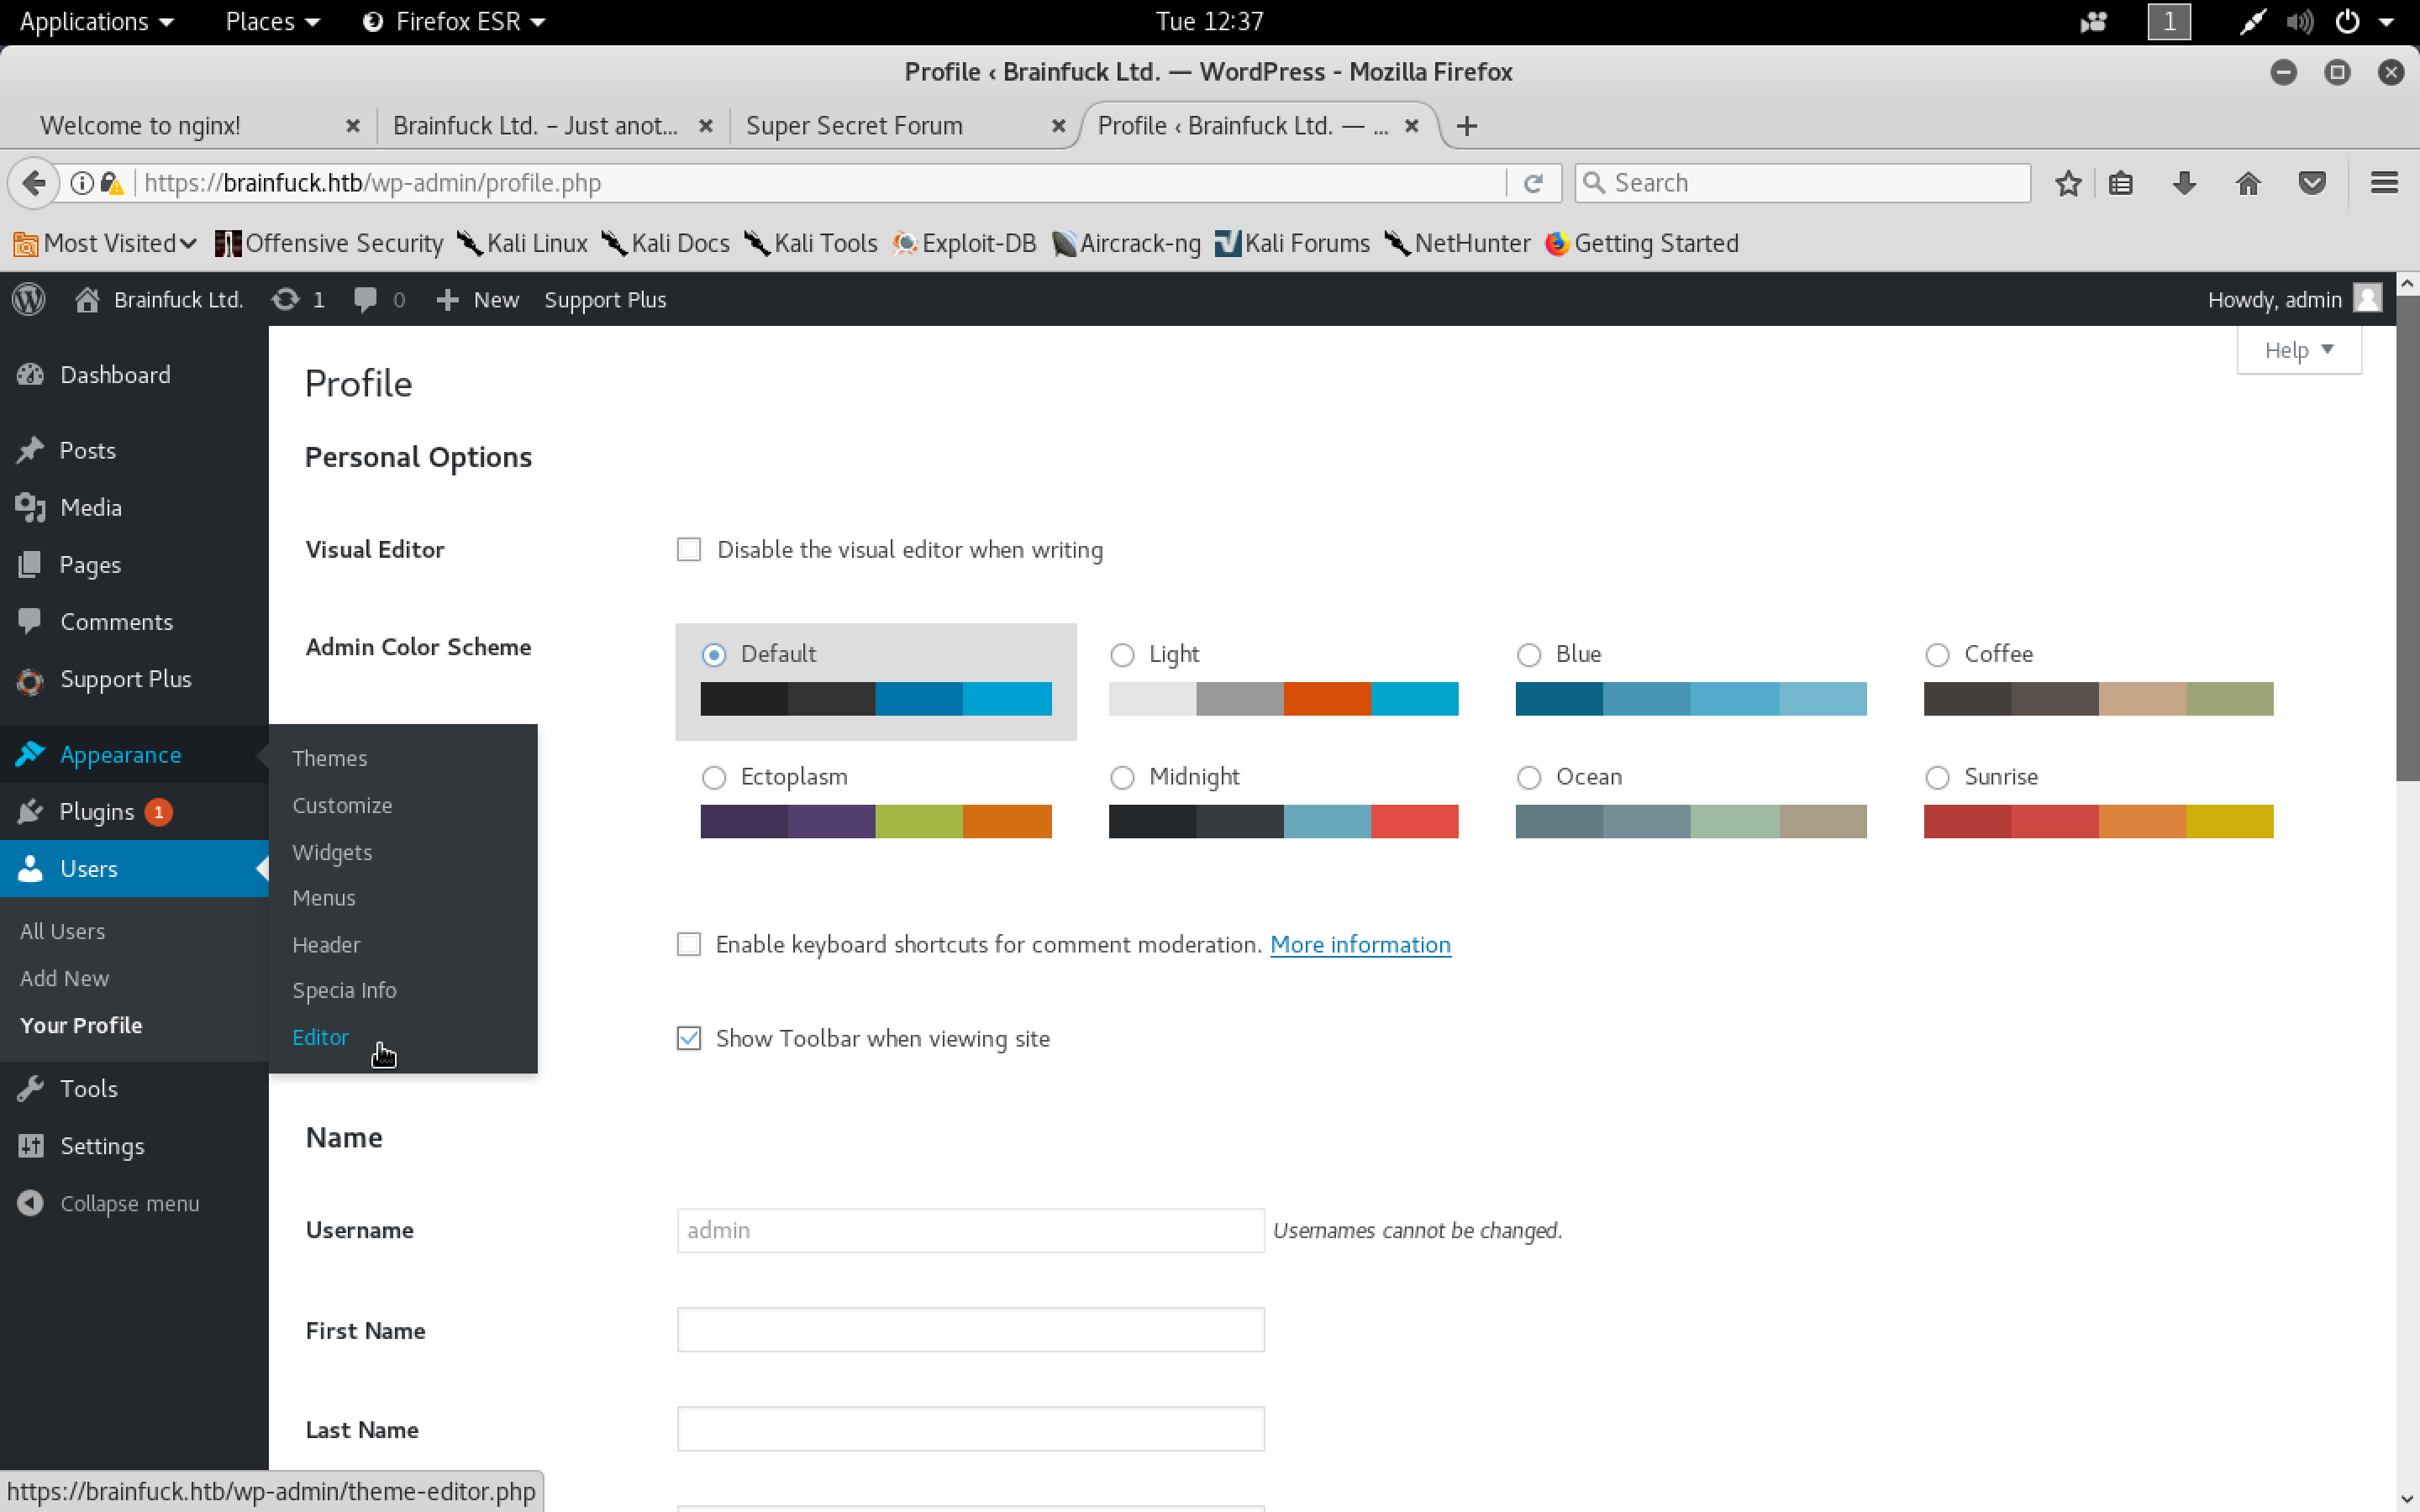 Applications Places Firefox ESR Tue 12:37 1
Profile ‹ Brainfuck Ltd. — WordPress - Mozilla Firefox
Welcome to nginx! Brainfuck Ltd. – Just anot... Super Secret Forum Profile ‹ Brainfuck Ltd. — ...
https://brainfuck.htb/wp-admin/profile.php Search
Most Visited Offensive Security Kali Linux Kali Docs Kali Tools Exploit-DB Aircrack-ng Kali Forums NetHunter Getting Started
Brainfuck Ltd. 1 0 New Support Plus Howdy, admin
Help
Dashboard
Posts
Media
Pages
Comments
Support Plus
Appearance
Plugins 1
Users
All Users
Add New
Your Profile
Tools
Settings
Collapse menu
Themes
Customize
Widgets
Menus
Header
Specia Info
Editor
Profile
Personal Options
Visual Editor Disable the visual editor when writing
Admin Color Scheme Default Light Blue Coffee
Ectoplasm Midnight Ocean Sunrise
Enable keyboard shortcuts for comment moderation. More information
Show Toolbar when viewing site
Name
Username admin Usernames cannot be changed.
First Name
Last Name
https://brainfuck.htb/wp-admin/theme-editor.php